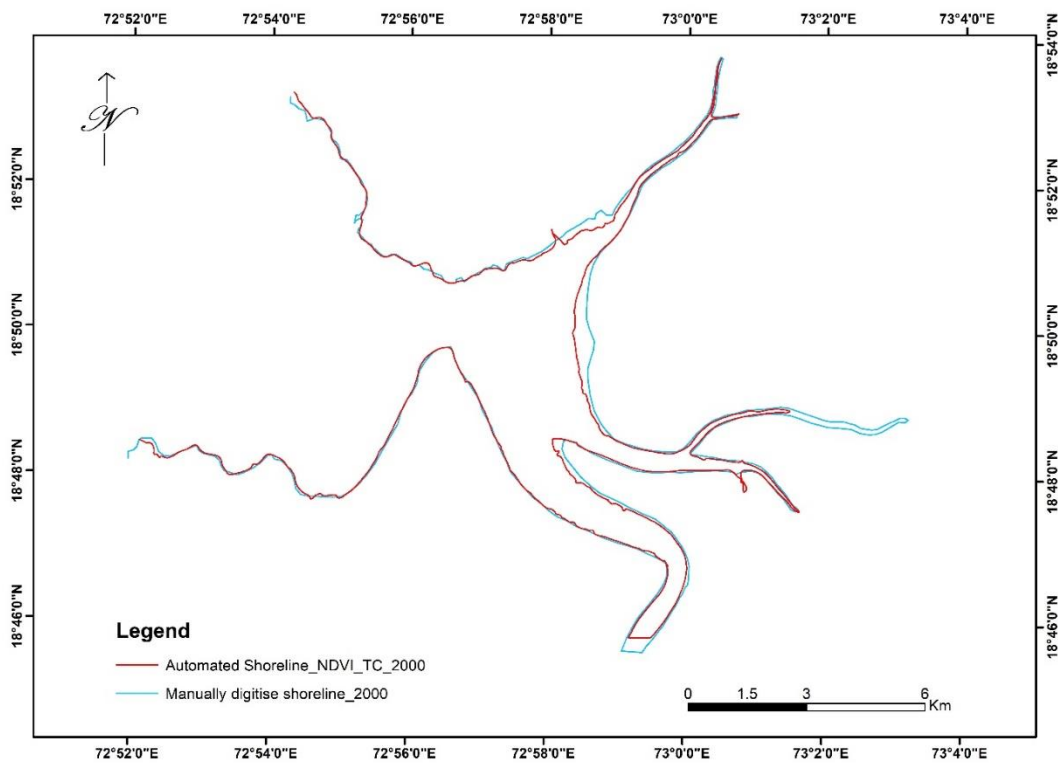 72°52'0"E 72°54'0"E 72°56'0"E 72°58'0"E 73°0'0"E 73°2'0"E 73°4'0"E
18°54'0"N
N
18°52'0"N 18°52'0"N
18°50'0"N 18°50'0"N
18°48'0"N 18°48'0"N
18°46'0"N 18°46'0"N
Legend
Automated Shoreline_NDVI_TC_2000
Manually digitise shoreline_2000
0 1.5 3 6
Km
72°52'0"E 72°54'0"E 72°56'0"E 72°58'0"E 73°0'0"E 73°2'0"E 73°4'0"E